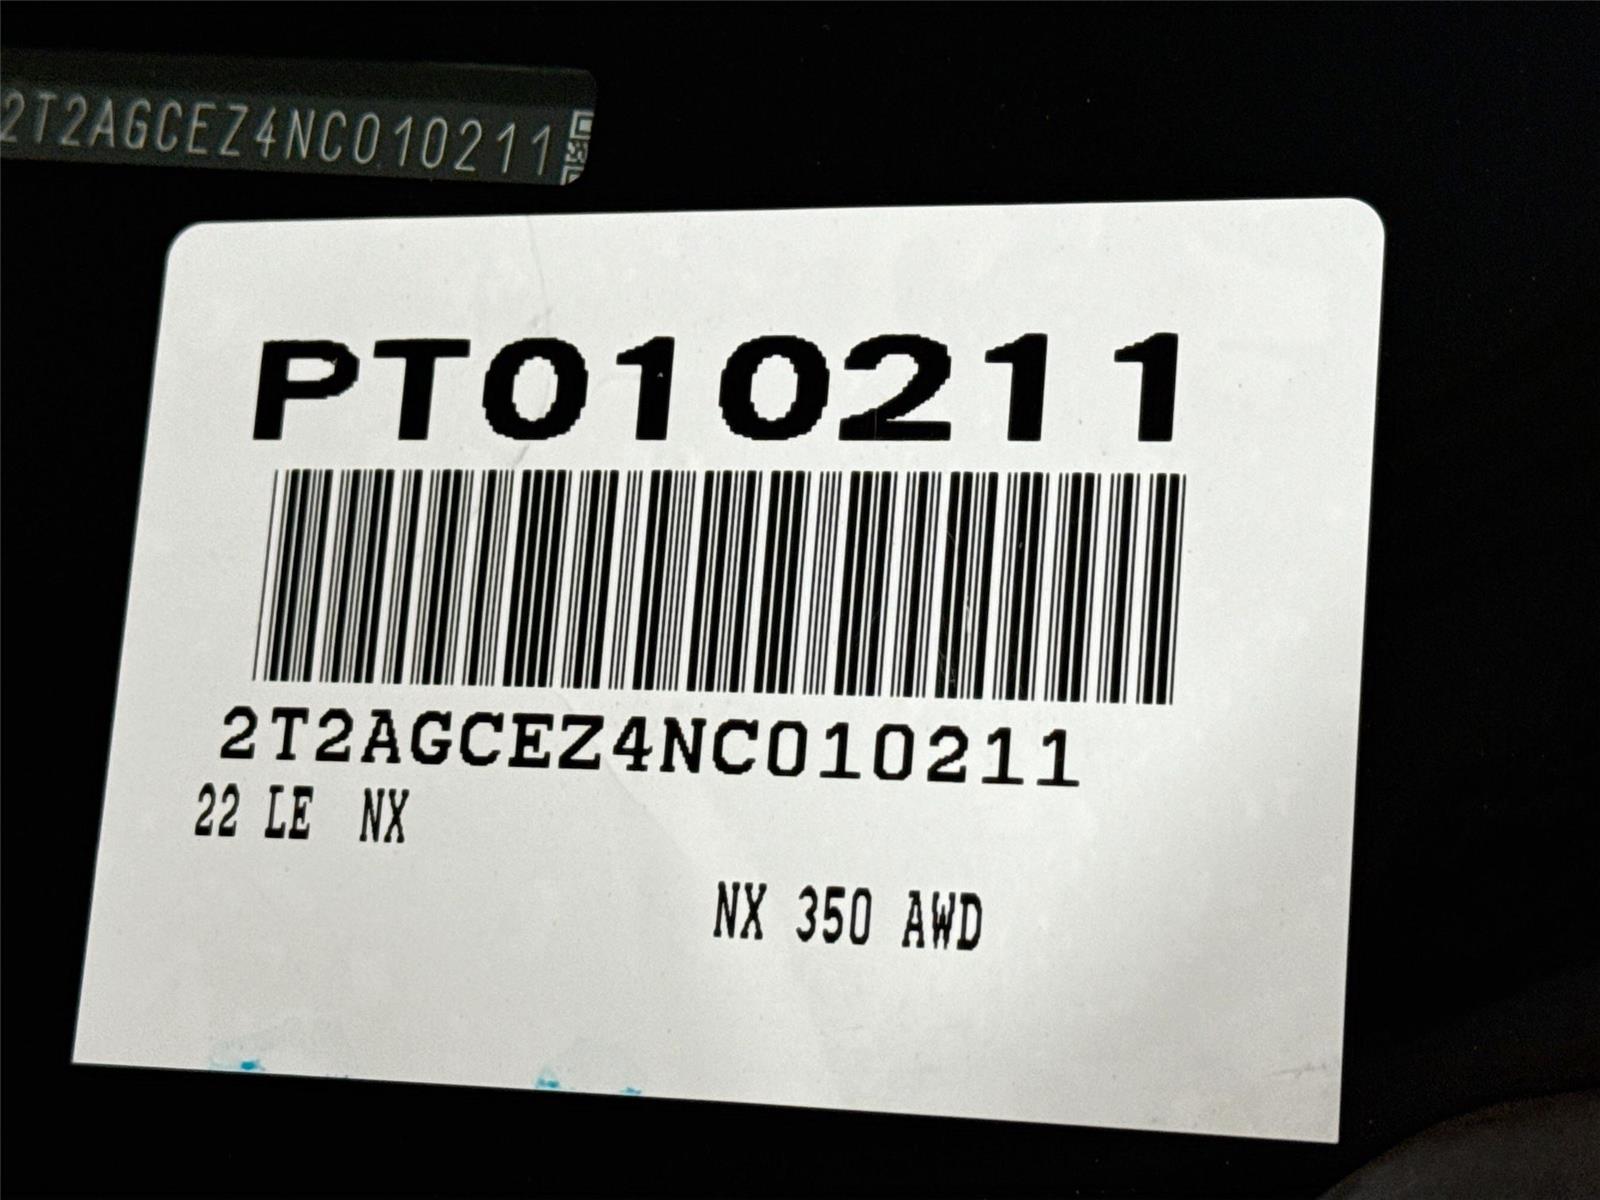 2T2AGCEZ4NC010211
PT010211
2T2AGCEZ4NC010211
22 LE NX
NX 350 AWD